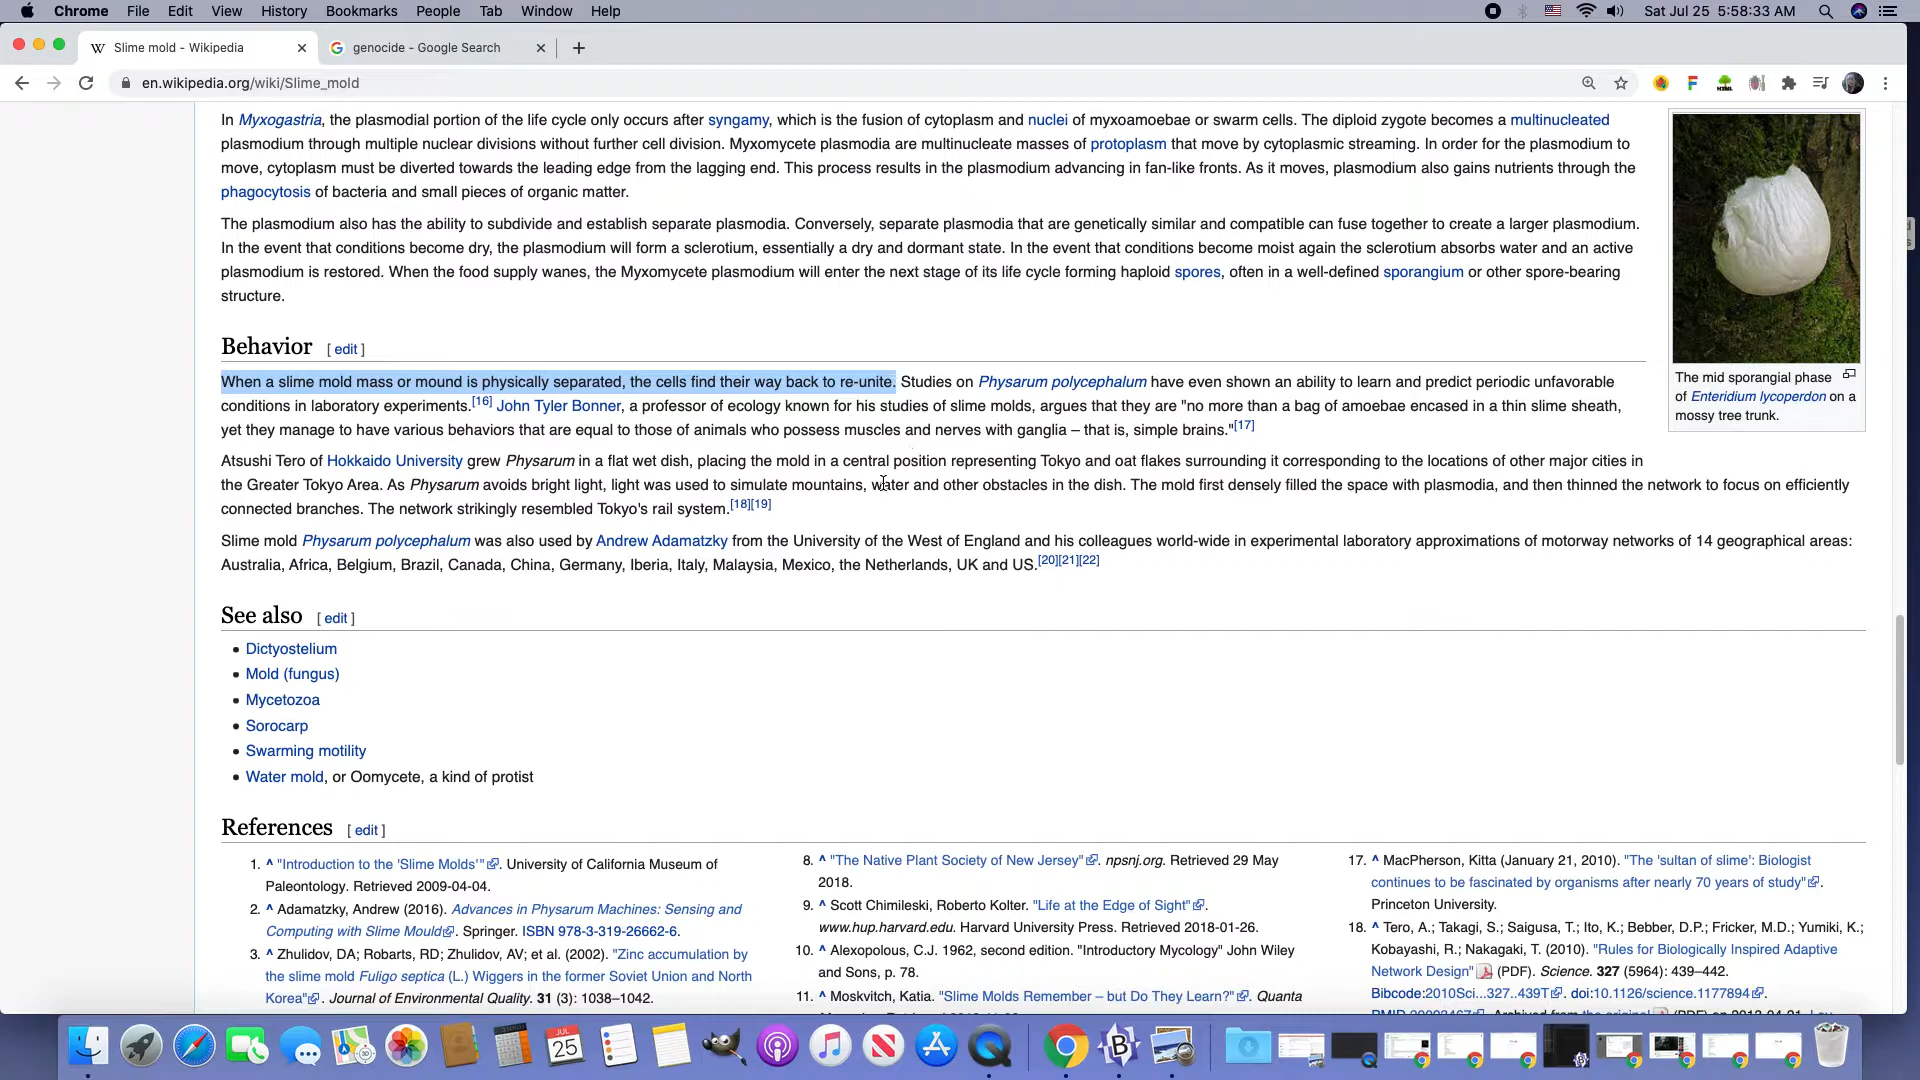 Chrome File Edit View History Bookmarks People Tab Window Help Sat Jul 25 5:58:33 AM
Slime mold - Wikipedia genocide - Google Search
en.wikipedia.org/wiki/Slime_mold
In Myxogastria, the plasmodial portion of the life cycle only occurs after syngamy, which is the fusion of cytoplasm and nuclei of myxoamoebae or swarm cells. The diploid zygote becomes a multinucleated
plasmodium through multiple nuclear divisions without further cell division. Myxomycete plasmodia are multinucleate masses of protoplasm that move by cytoplasmic streaming. In order for the plasmodium to
move, cytoplasm must be diverted towards the leading edge from the lagging end. This process results in the plasmodium advancing in fan-like fronts. As it moves, plasmodium also gains nutrients through the
phagocytosis of bacteria and small pieces of organic matter.
The plasmodium also has the ability to subdivide and establish separate plasmodia. Conversely, separate plasmodia that are genetically similar and compatible can fuse together to create a larger plasmodium.
In the event that conditions become dry, the plasmodium will form a sclerotium, essentially a dry and dormant state. In the event that conditions become moist again the sclerotium absorbs water and an active
plasmodium is restored. When the food supply wanes, the Myxomycete plasmodium will enter the next stage of its life cycle forming haploid spores, often in a well-defined sporangium or other spore-bearing
structure.
The mid sporangial phase
of Enteridium lycoperdon on a
mossy tree trunk.
Behavior [ edit ]
When a slime mold mass or mound is physically separated, the cells find their way back to re-unite. Studies on Physarum polycephalum have even shown an ability to learn and predict periodic unfavorable
conditions in laboratory experiments.[16] John Tyler Bonner, a professor of ecology known for his studies of slime molds, argues that they are "no more than a bag of amoebae encased in a thin slime sheath,
yet they manage to have various behaviors that are equal to those of animals who possess muscles and nerves with ganglia – that is, simple brains."[17]
Atsushi Tero of Hokkaido University grew Physarum in a flat wet dish, placing the mold in a central position representing Tokyo and oat flakes surrounding it corresponding to the locations of other major cities in
the Greater Tokyo Area. As Physarum avoids bright light, light was used to simulate mountains, water and other obstacles in the dish. The mold first densely filled the space with plasmodia, and then thinned the network to focus on efficiently
connected branches. The network strikingly resembled Tokyo's rail system.[18][19]
Slime mold Physarum polycephalum was also used by Andrew Adamatzky from the University of the West of England and his colleagues world-wide in experimental laboratory approximations of motorway networks of 14 geographical areas:
Australia, Africa, Belgium, Brazil, Canada, China, Germany, Iberia, Italy, Malaysia, Mexico, the Netherlands, UK and US.[20][21][22]
See also [ edit ]
• Dictyostelium
• Mold (fungus)
• Mycetozoa
• Sorocarp
• Swarming motility
• Water mold, or Oomycete, a kind of protist
References [ edit ]
1. ^ "Introduction to the 'Slime Molds'". University of California Museum of
Paleontology. Retrieved 2009-04-04.
2. ^ Adamatzky, Andrew (2016). Advances in Physarum Machines: Sensing and
Computing with Slime Mould. Springer. ISBN 978-3-319-26662-6.
3. ^ Zhulidov, DA; Robarts, RD; Zhulidov, AV; et al. (2002). "Zinc accumulation by
the slime mold Fuligo septica (L.) Wiggers in the former Soviet Union and North
Korea". Journal of Environmental Quality. 31 (3): 1038–1042.
8. ^ "The Native Plant Society of New Jersey". npsnj.org. Retrieved 29 May
2018.
9. ^ Scott Chimileski, Roberto Kolter. "Life at the Edge of Sight".
www.hup.harvard.edu. Harvard University Press. Retrieved 2018-01-26.
10. ^ Alexopolous, C.J. 1962, second edition. "Introductory Mycology" John Wiley
and Sons, p. 78.
11. ^ Moskvitch, Katia. "Slime Molds Remember – but Do They Learn?". Quanta
17. ^ MacPherson, Kitta (January 21, 2010). "The 'sultan of slime': Biologist
continues to be fascinated by organisms after nearly 70 years of study".
Princeton University.
18. ^ Tero, A.; Takagi, S.; Saigusa, T.; Ito, K.; Bebber, D.P.; Fricker, M.D.; Yumiki, K.;
Kobayashi, R.; Nakagaki, T. (2010). "Rules for Biologically Inspired Adaptive
Network Design" (PDF). Science. 327 (5964): 439–442.
Bibcode:2010Sci...327..439T. doi:10.1126/science.1177894.
JUL
25